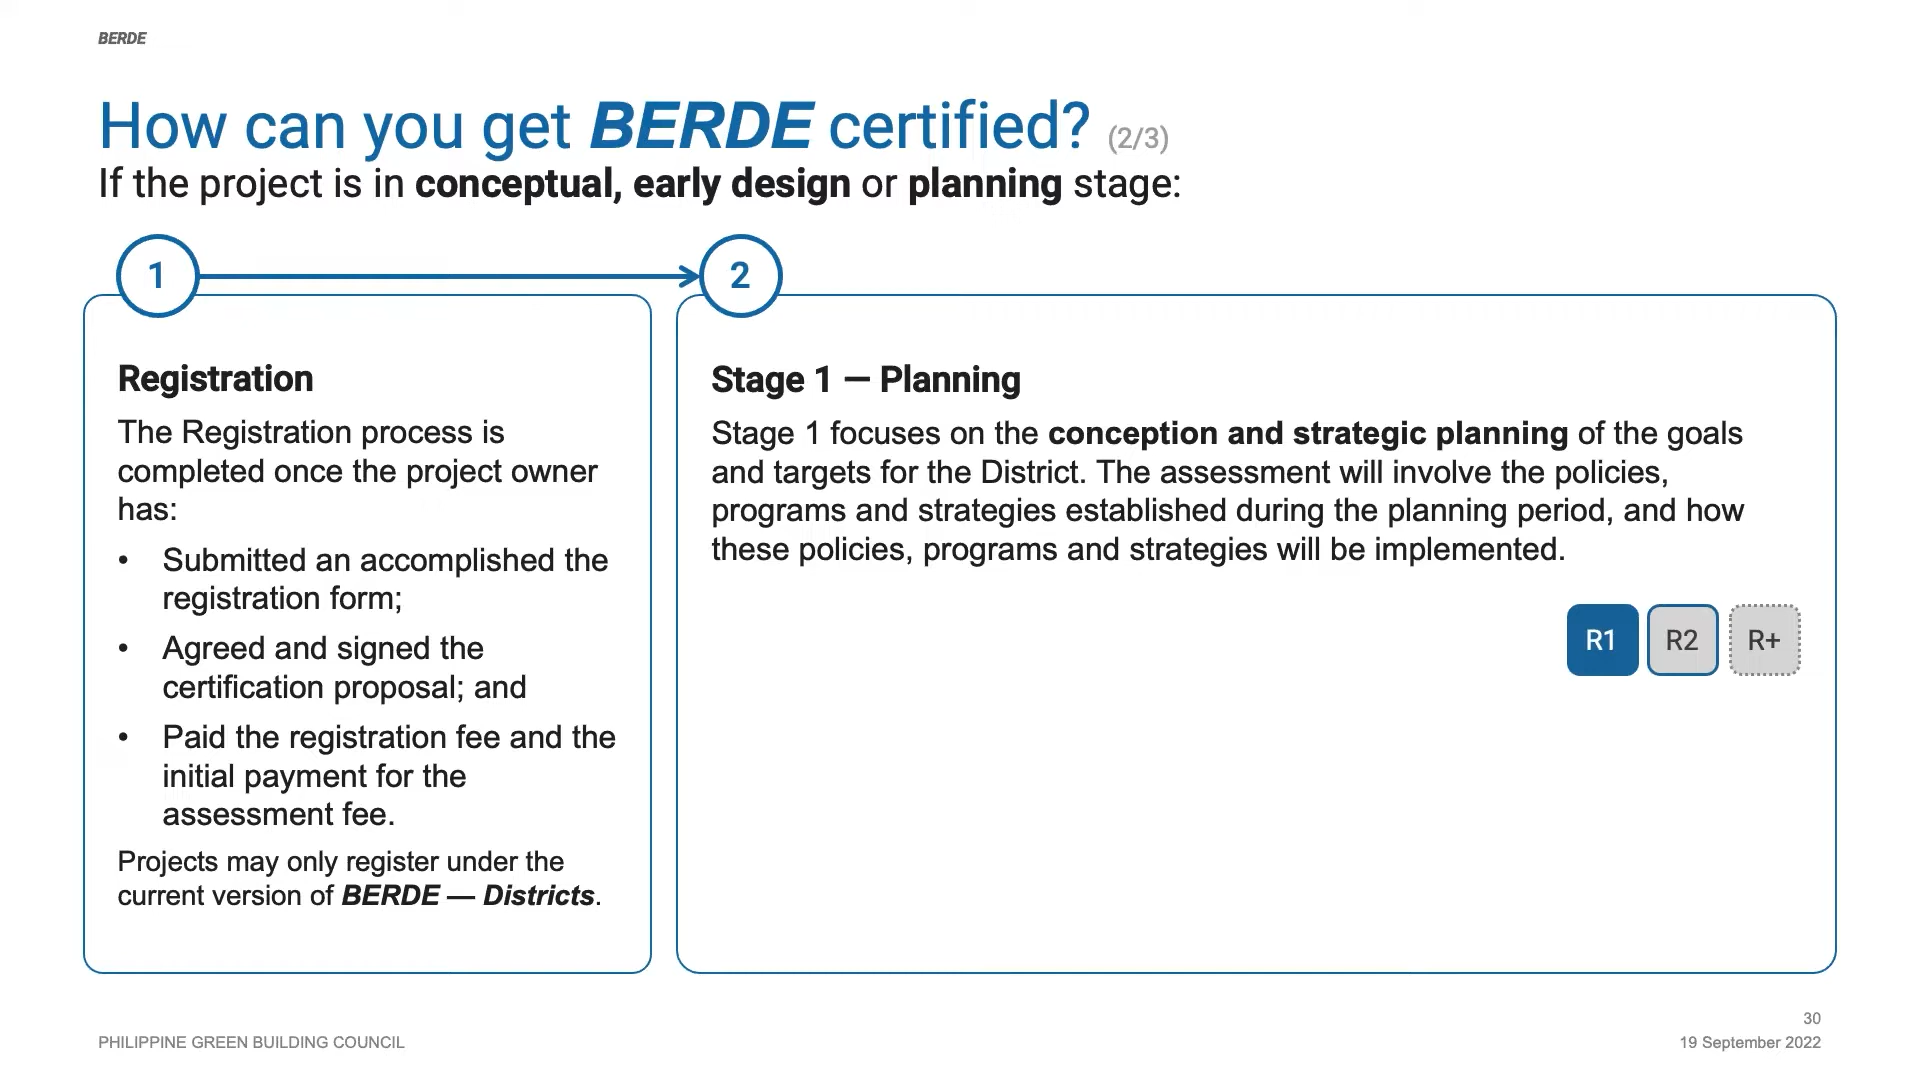 BERDE
How can you get BERDE certified? (2/3)
If the project is in conceptual, early design or planning stage:
1
2
Registration
The Registration process is
completed once the project owner
has:
• Submitted an accomplished the
registration form;
• Agreed and signed the
certification proposal; and
• Paid the registration fee and the
initial payment for the
assessment fee.
Projects may only register under the
current version of BERDE — Districts.
Stage 1 — Planning
Stage 1 focuses on the conception and strategic planning of the goals
and targets for the District. The assessment will involve the policies,
programs and strategies established during the planning period, and how
these policies, programs and strategies will be implemented.
R1 R2 R+
PHILIPPINE GREEN BUILDING COUNCIL
30
19 September 2022